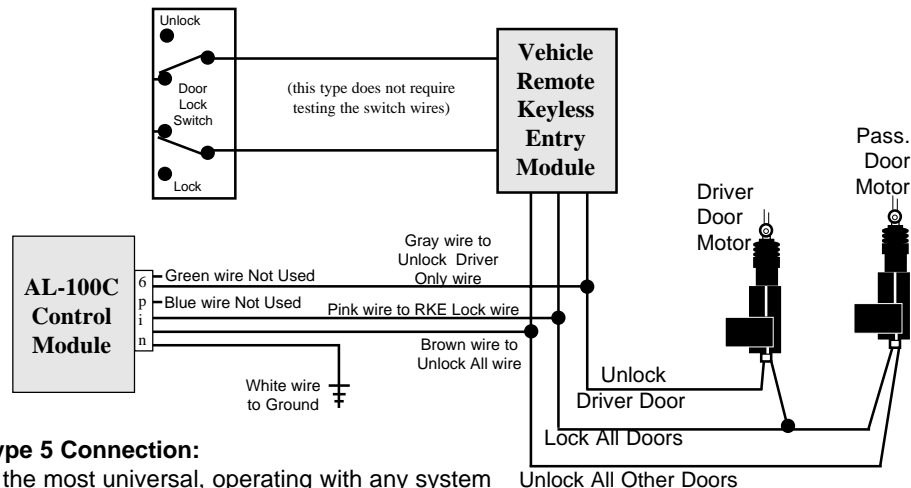 Unlock
Door
Lock
Switch
Lock
(this type does not require
testing the switch wires)
Vehicle
Remote
Keyless
Entry
Module
Pass.
Door
Motor
Driver
Door
Motor
AL-100C
Control
Module
6
p
i
n
Green wire Not Used
Blue wire Not Used
Gray wire to
Unlock Driver
Only wire
Pink wire to RKE Lock wire
Brown wire to
Unlock All wire
White wire
to Ground
Unlock
Driver Door
Lock All Doors
Unlock All Other Doors
ype 5 Connection:
the most universal, operating with any system